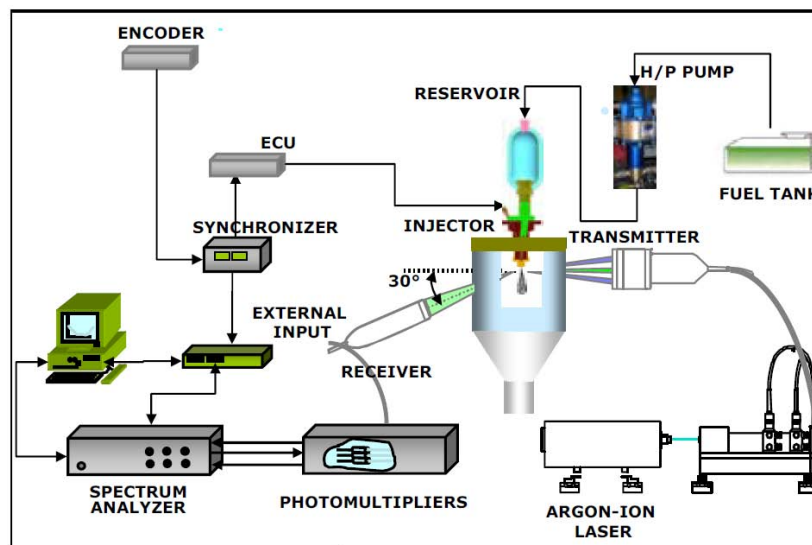 ENCODER
H/P PUMP
RESERVOIR
ECU
FUEL TANK
SYNCHRONIZER
INJECTOR
TRANSMITTER
30°
EXTERNAL
INPUT
RECEIVER
SPECTRUM
ANALYZER
PHOTOMULTIPLIERS
ARGON-ION
LASER